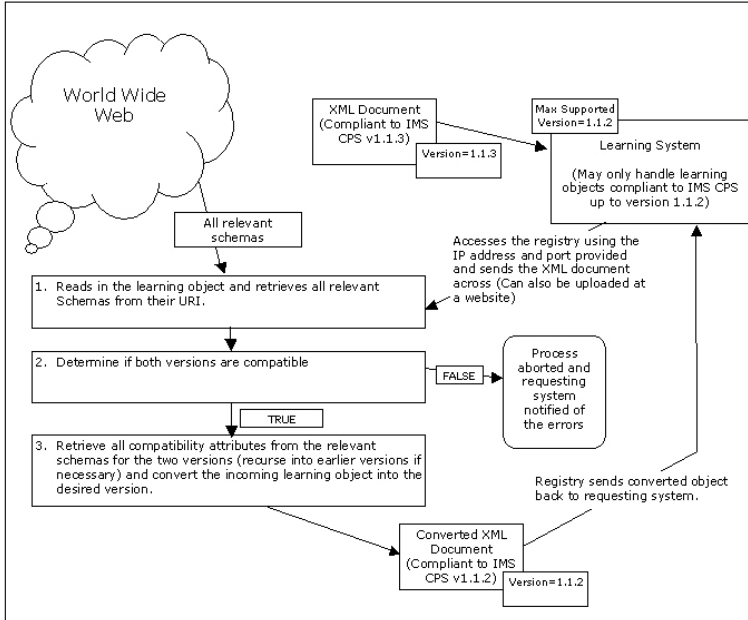 World Wide
Web
XML Document
(Compliant to IMS
CPS v1.1.3)
Version=1.1.3
Max Supported
Version=1.1.2
Learning System
(May only handle learning
objects compliant to IMS CPS
up to version 1.1.2)
All relevant
schemas
Accesses the registry using the
IP address and port provided
and sends the XML document
across (Can also be uploaded at
a website)
1. Reads in the learning object and retrieves all relevant
Schemas from their URI.
2. Determine if both versions are compatible
FALSE
Process
aborted and
requesting
system
notified of
the errors
TRUE
3. Retrieve all compatibility attributes from the relevant
schemas for the two versions (recurse into earlier versions if
necessary) and convert the incoming learning object into the
desired version.
Registry sends converted object
back to requesting system.
Converted XML
Document
(Compliant to IMS
CPS v1.1.2)
Version=1.1.2